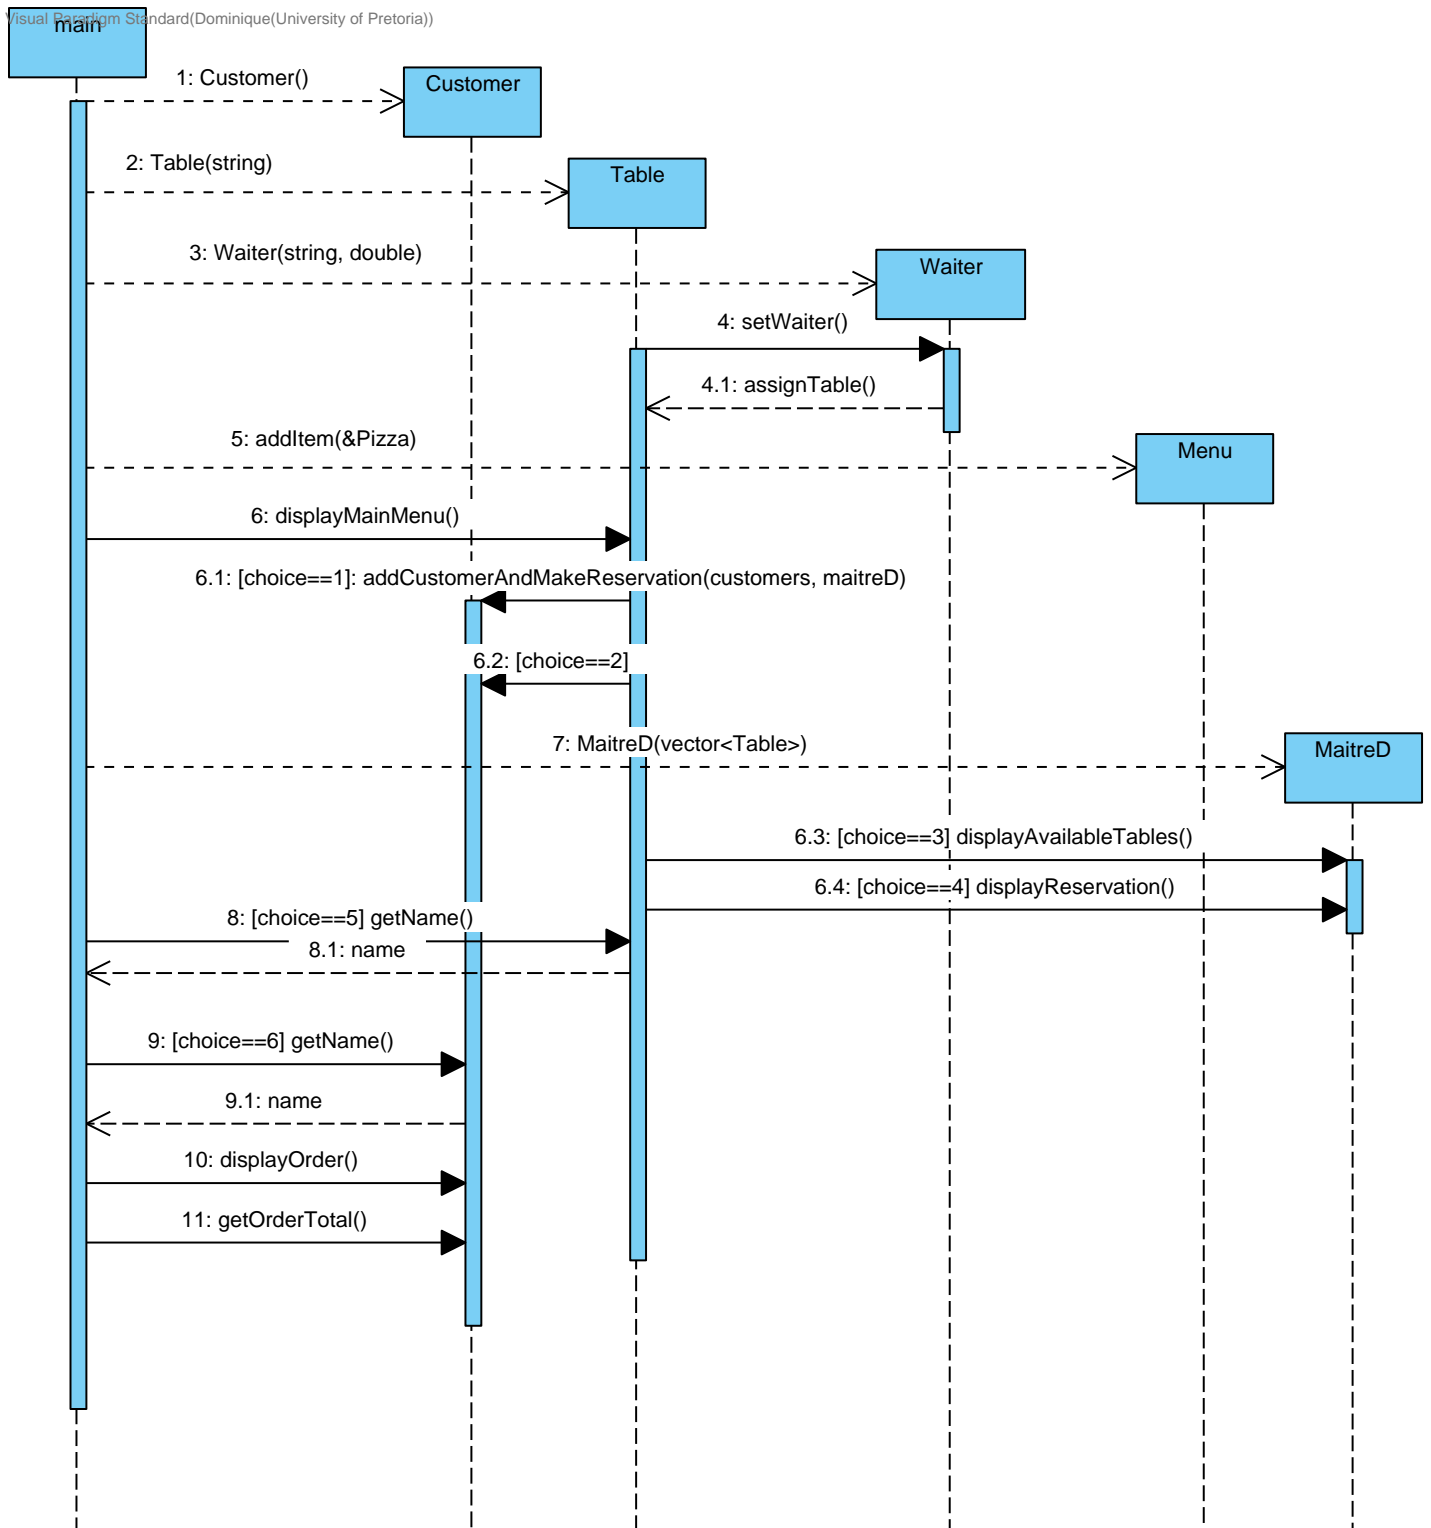 Visual Paradigm Standard(Dominique(University of Pretoria))
main
1: Customer()
Customer
2: Table(string)
Table
3: Waiter(string, double)
Waiter
4: setWaiter()
4.1: assignTable()
5: addItem(&Pizza)
Menu
6: displayMainMenu()
6.1: [choice==1]: addCustomerAndMakeReservation(customers, maitreD)
6.2: [choice==2]
7: MaitreD(vector<Table>)
MaitreD
6.3: [choice==3] displayAvailableTables()
6.4: [choice==4] displayReservation()
8: [choice==5] getName()
8.1: name
9: [choice==6] getName()
9.1: name
10: displayOrder()
11: getOrderTotal()